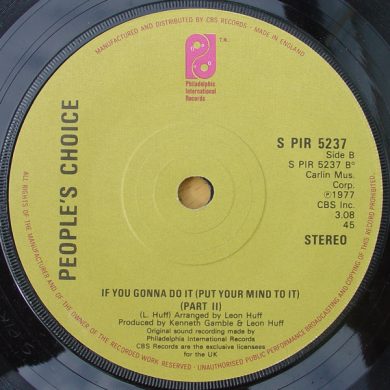 MANUFACTURED AND DISTRIBUTED BY CBS RECORDS · MADE IN ENGLAND
T.M.
Philadelphia
International
Records
PEOPLE'S CHOICE
S PIR 5237
Side B
S PIR 5237 B°
Carlin Mus.
Corp.
℗1977
CBS Inc.
3.08
45
STEREO
IF YOU GONNA DO IT (PUT YOUR MIND TO IT)
(PART II)
(L. Huff) Arranged by Leon Huff
Produced by Kenneth Gamble & Leon Huff
Original sound recording made by
Philadelphia International Records
CBS Records are the exclusive licensees
for the UK
ALL RIGHTS OF THE MANUFACTURER AND OF THE OWNER OF THE RECORDED WORK RESERVED · UNAUTHORISED PUBLIC PERFORMANCE BROADCASTING AND COPYING OF THIS RECORD PROHIBITED.